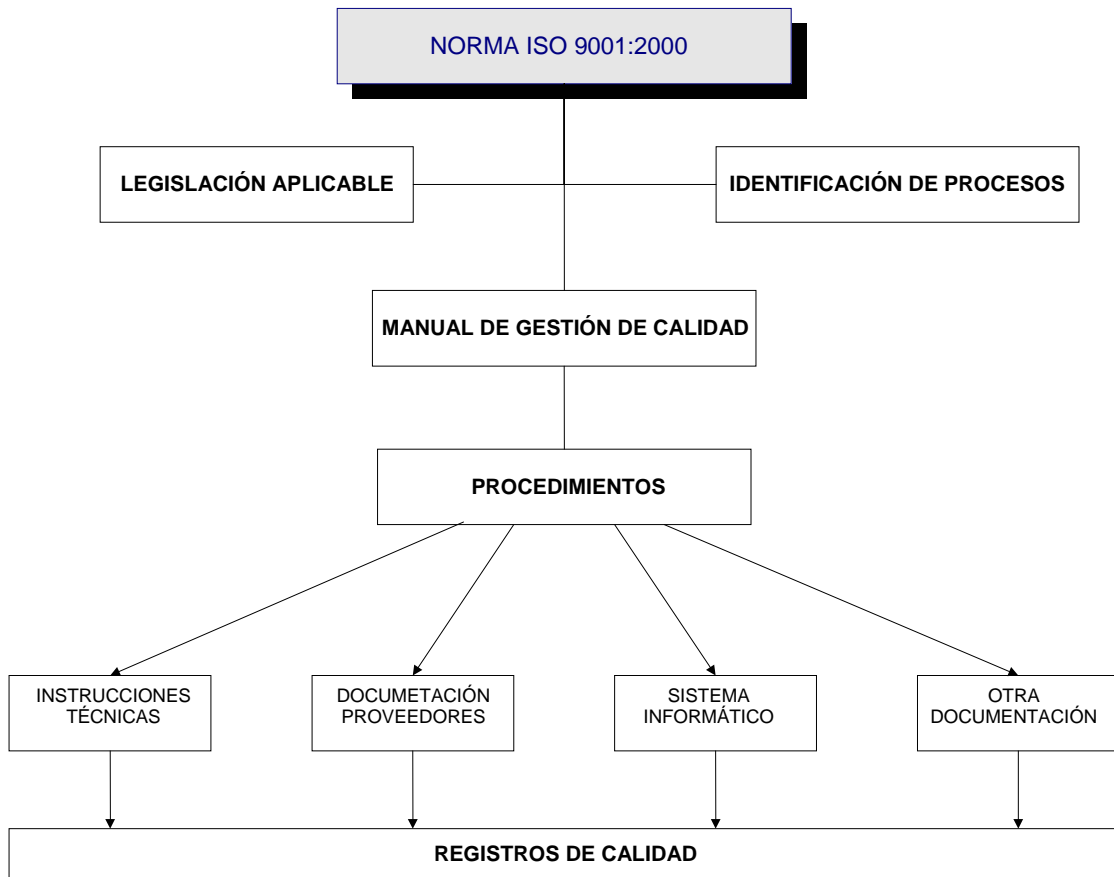 NORMA ISO 9001:2000
LEGISLACIÓN APLICABLE
IDENTIFICACIÓN DE PROCESOS
MANUAL DE GESTIÓN DE CALIDAD
PROCEDIMIENTOS
INSTRUCCIONES
TÉCNICAS
DOCUMETACIÓN
PROVEEDORES
SISTEMA
INFORMÁTICO
OTRA
DOCUMENTACIÓN
REGISTROS DE CALIDAD